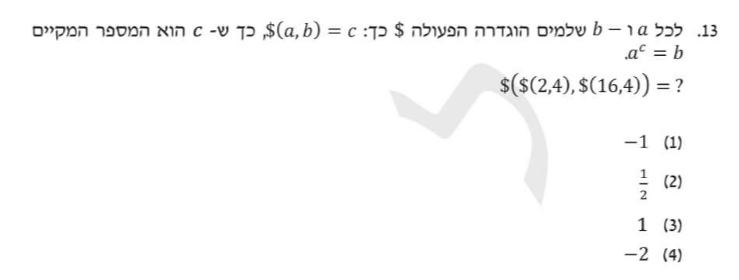 13. לכל a ו – b שלמים הוגדרה הפעולה $ כך: $(a, b) = c, כך ש- c הוא המספר המקיים
a^c = b.
$($(2,4), $(16,4)) = ?
(1) −1
(2) 1/2
(3) 1
(4) −2